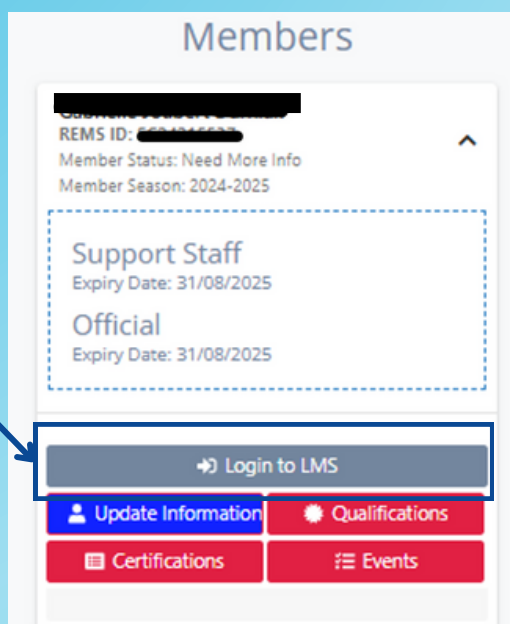 Members
REMS ID:
Member Status: Need More Info
Member Season: 2024-2025
Support Staff
Expiry Date: 31/08/2025
Official
Expiry Date: 31/08/2025
Login to LMS
Update Information
Qualifications
Certifications
Events